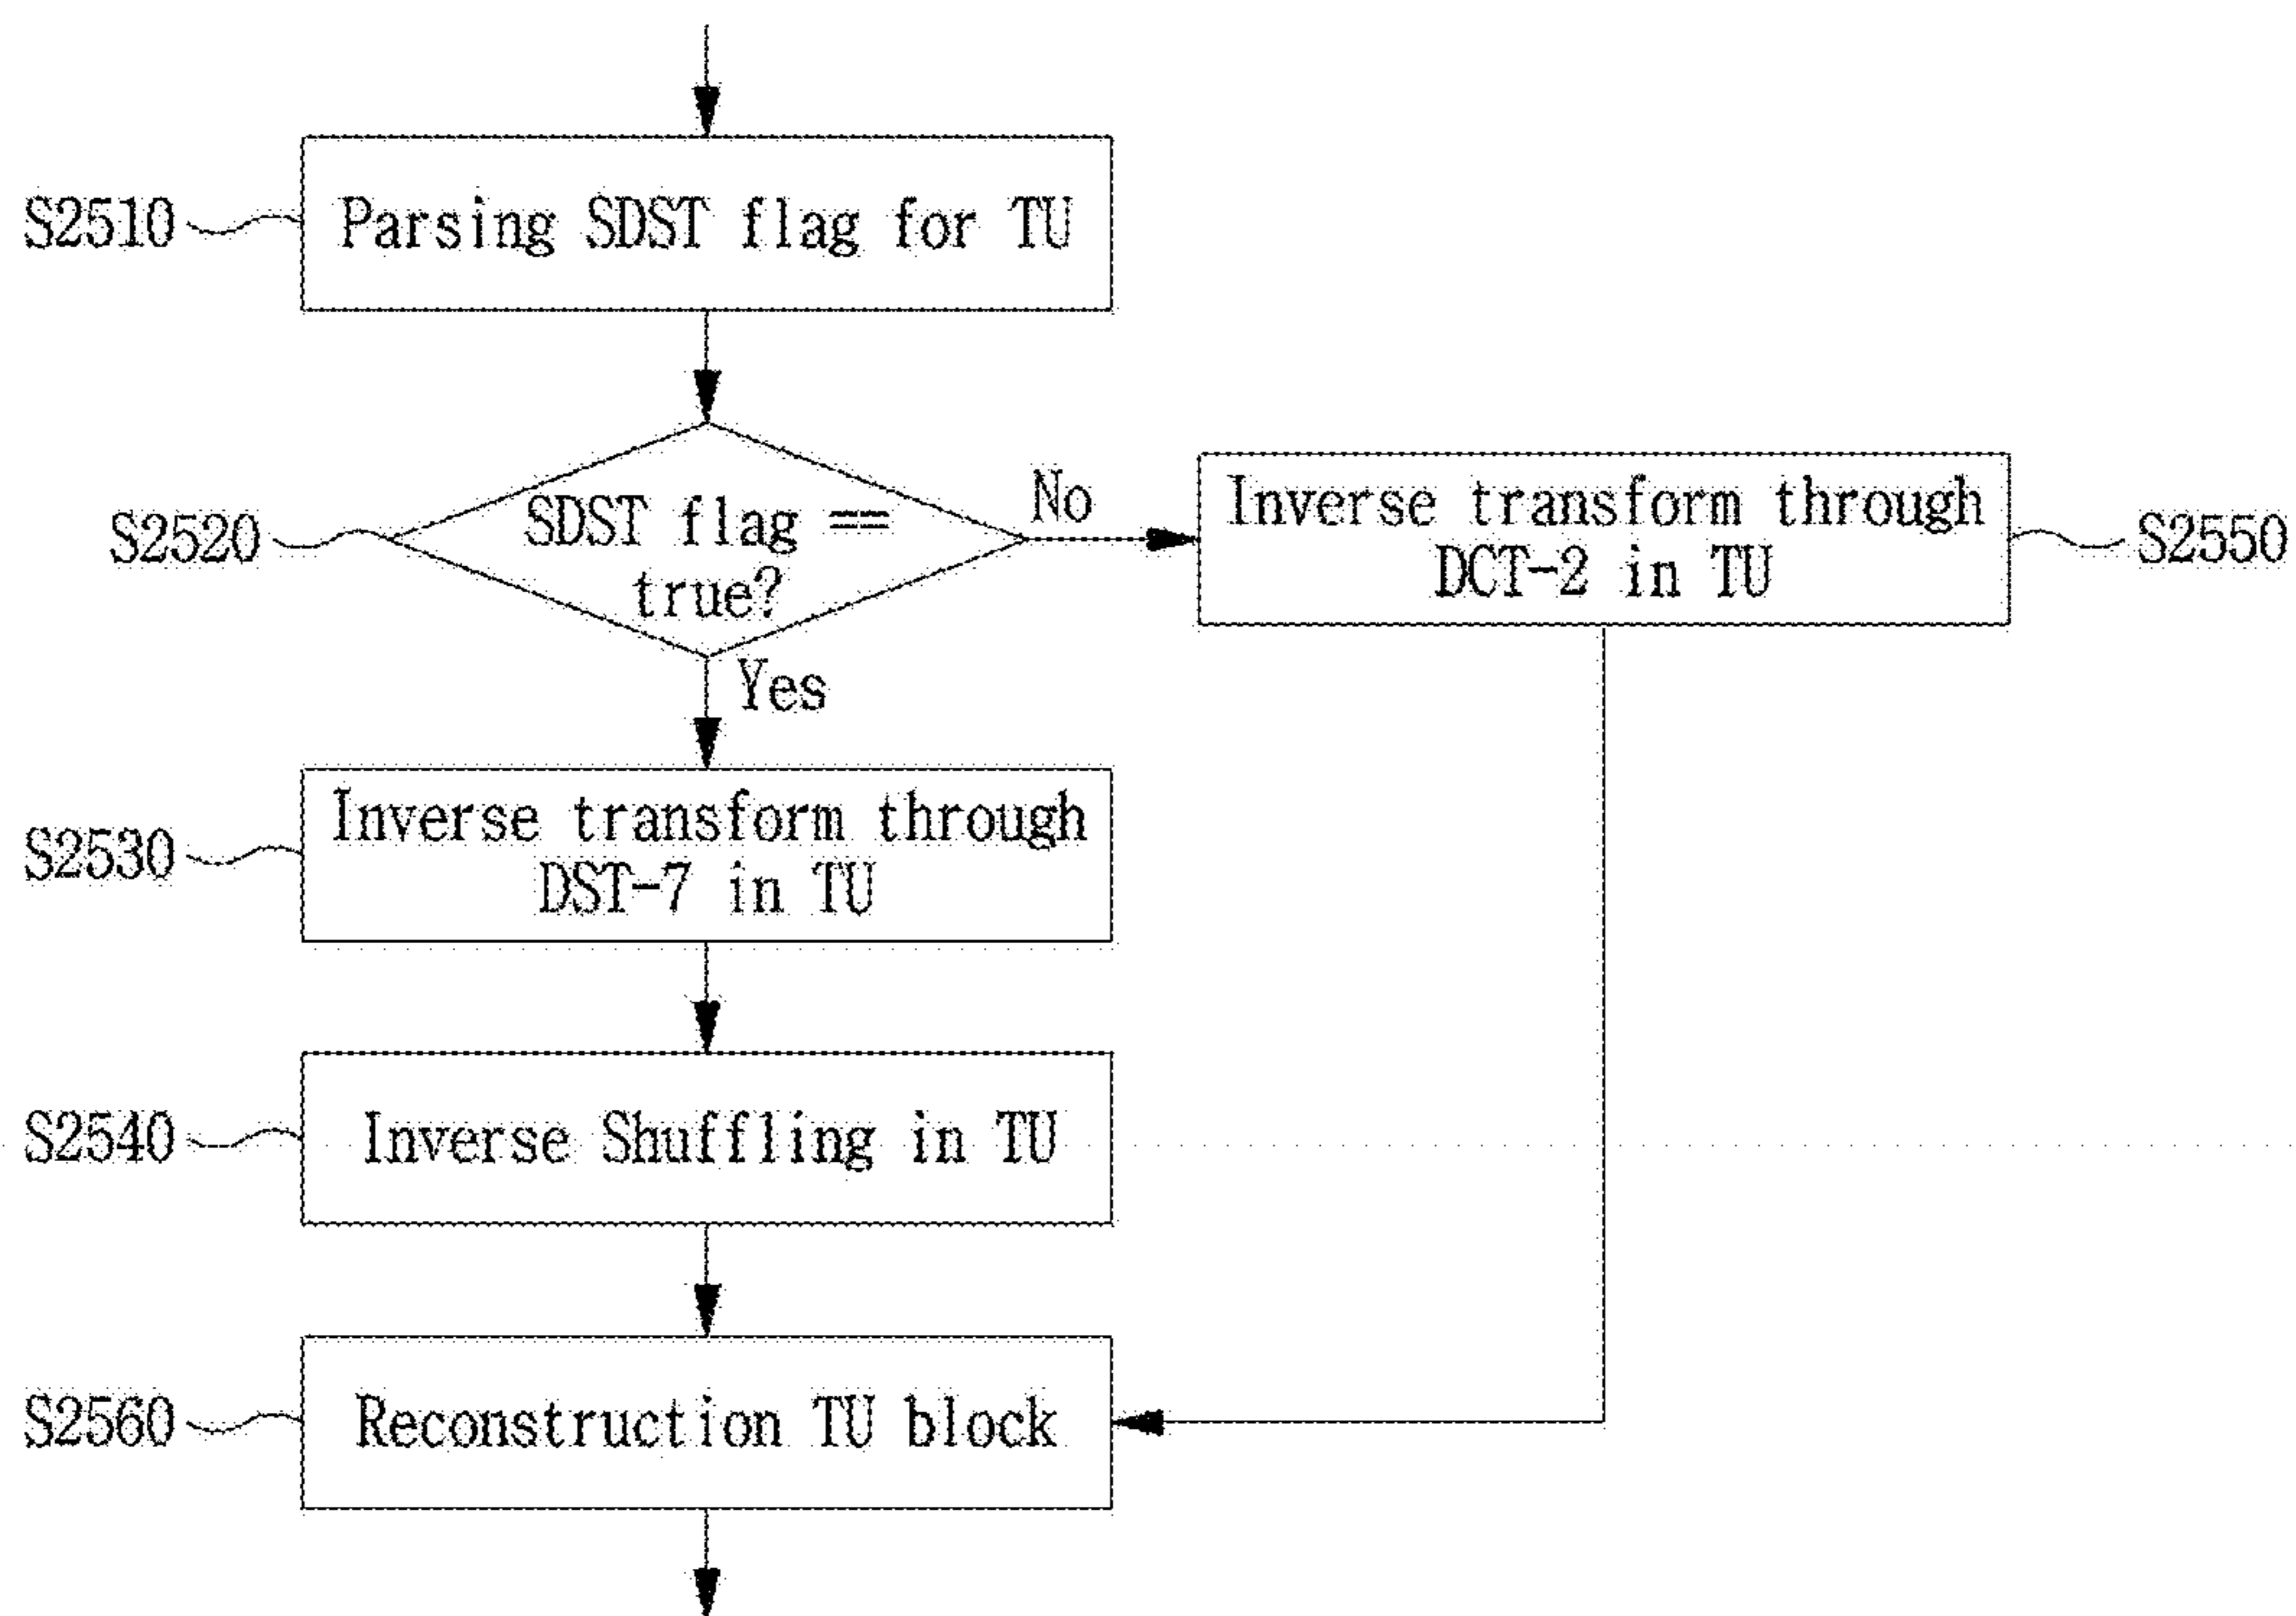 S2510
Parsing SDST flag for TU
S2520
SDST flag ==
true?
No
Inverse transform through
DCT-2 in TU
S2550
Yes
S2530
Inverse transform through
DST-7 in TU
S2540
Inverse Shuffling in TU
S2560
Reconstruction TU block